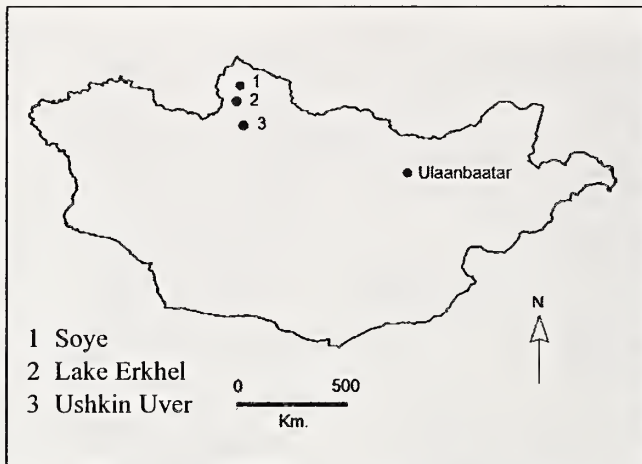 1
2
3
Ulaanbaatar
N
1 Soye
2 Lake Erkhel
3 Ushkin Uver
0 500
Km.